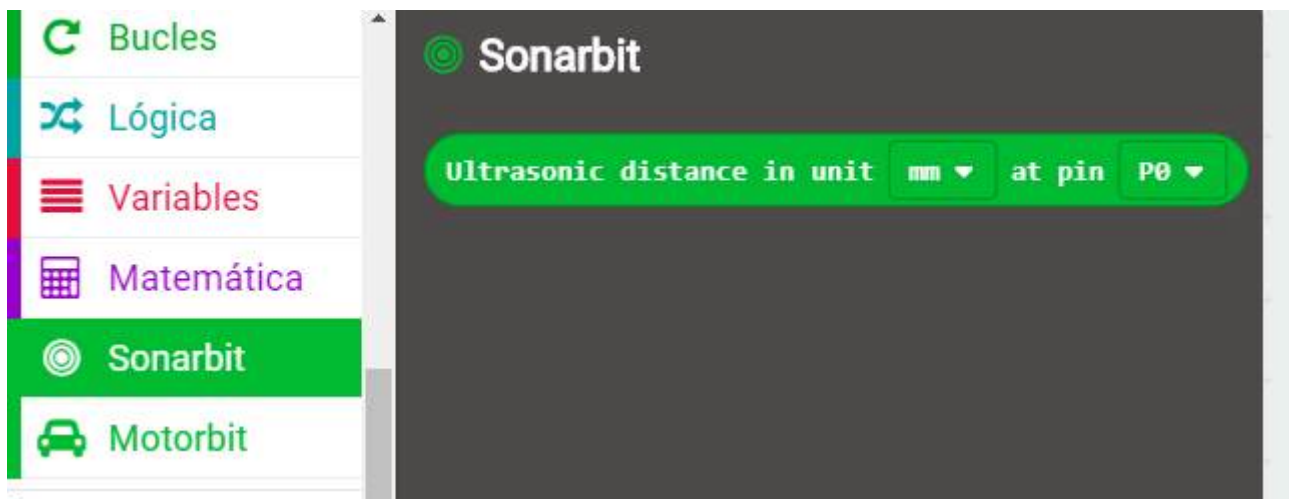 Bucles
Lógica
Variables
Matemática
Sonarbit
Motorbit
Sonarbit
Ultrasonic distance in unit mm at pin P0